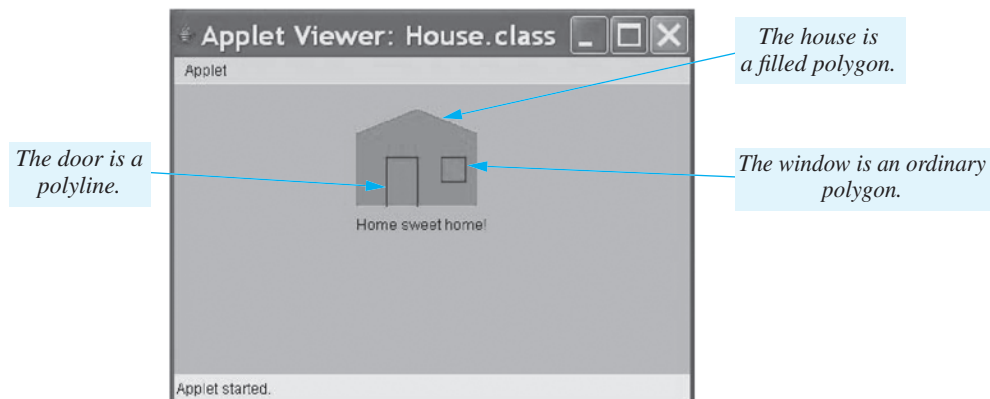 Applet Viewer: House.class
Applet
The house is
a filled polygon.
The door is a
polyline.
The window is an ordinary
polygon.
Home sweet home!
Applet started.